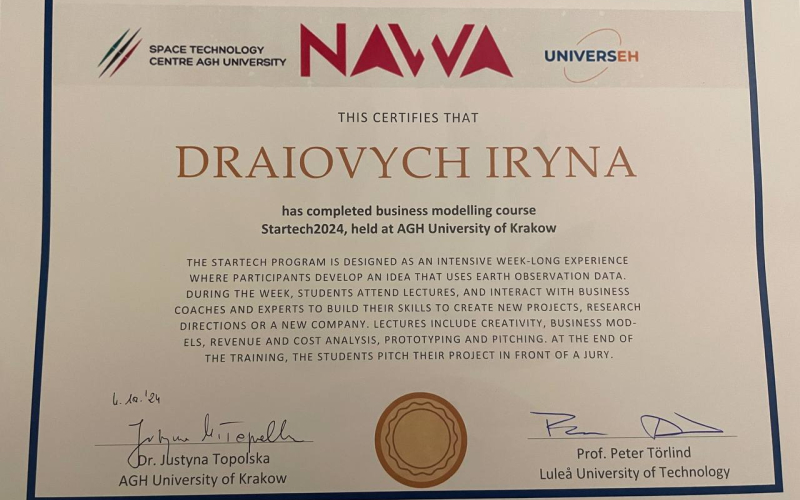 SPACE TECHNOLOGY
CENTRE AGH UNIVERSITY
NAWA
UNIVERSEH
THIS CERTIFIES THAT
DRAIOVYCH IRYNA
has completed business modelling course
Startech2024, held at AGH University of Krakow
THE STARTECH PROGRAM IS DESIGNED AS AN INTENSIVE WEEK-LONG EXPERIENCE
WHERE PARTICIPANTS DEVELOP AN IDEA THAT USES EARTH OBSERVATION DATA.
DURING THE WEEK, STUDENTS ATTEND LECTURES, AND INTERACT WITH BUSINESS
COACHES AND EXPERTS TO BUILD THEIR SKILLS TO CREATE NEW PROJECTS, RESEARCH
DIRECTIONS OR A NEW COMPANY. LECTURES INCLUDE CREATIVITY, BUSINESS MOD-
ELS, REVENUE AND COST ANALYSIS, PROTOTYPING AND PITCHING. AT THE END OF
THE TRAINING, THE STUDENTS PITCH THEIR PROJECT IN FRONT OF A JURY.
Dr. Justyna Topolska
AGH University of Krakow
Prof. Peter Törlind
Luleå University of Technology